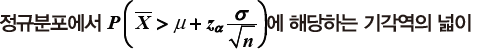 정규분포에서 P(X̄ > μ + z_α σ/√n)에 해당하는 기각역의 넓이